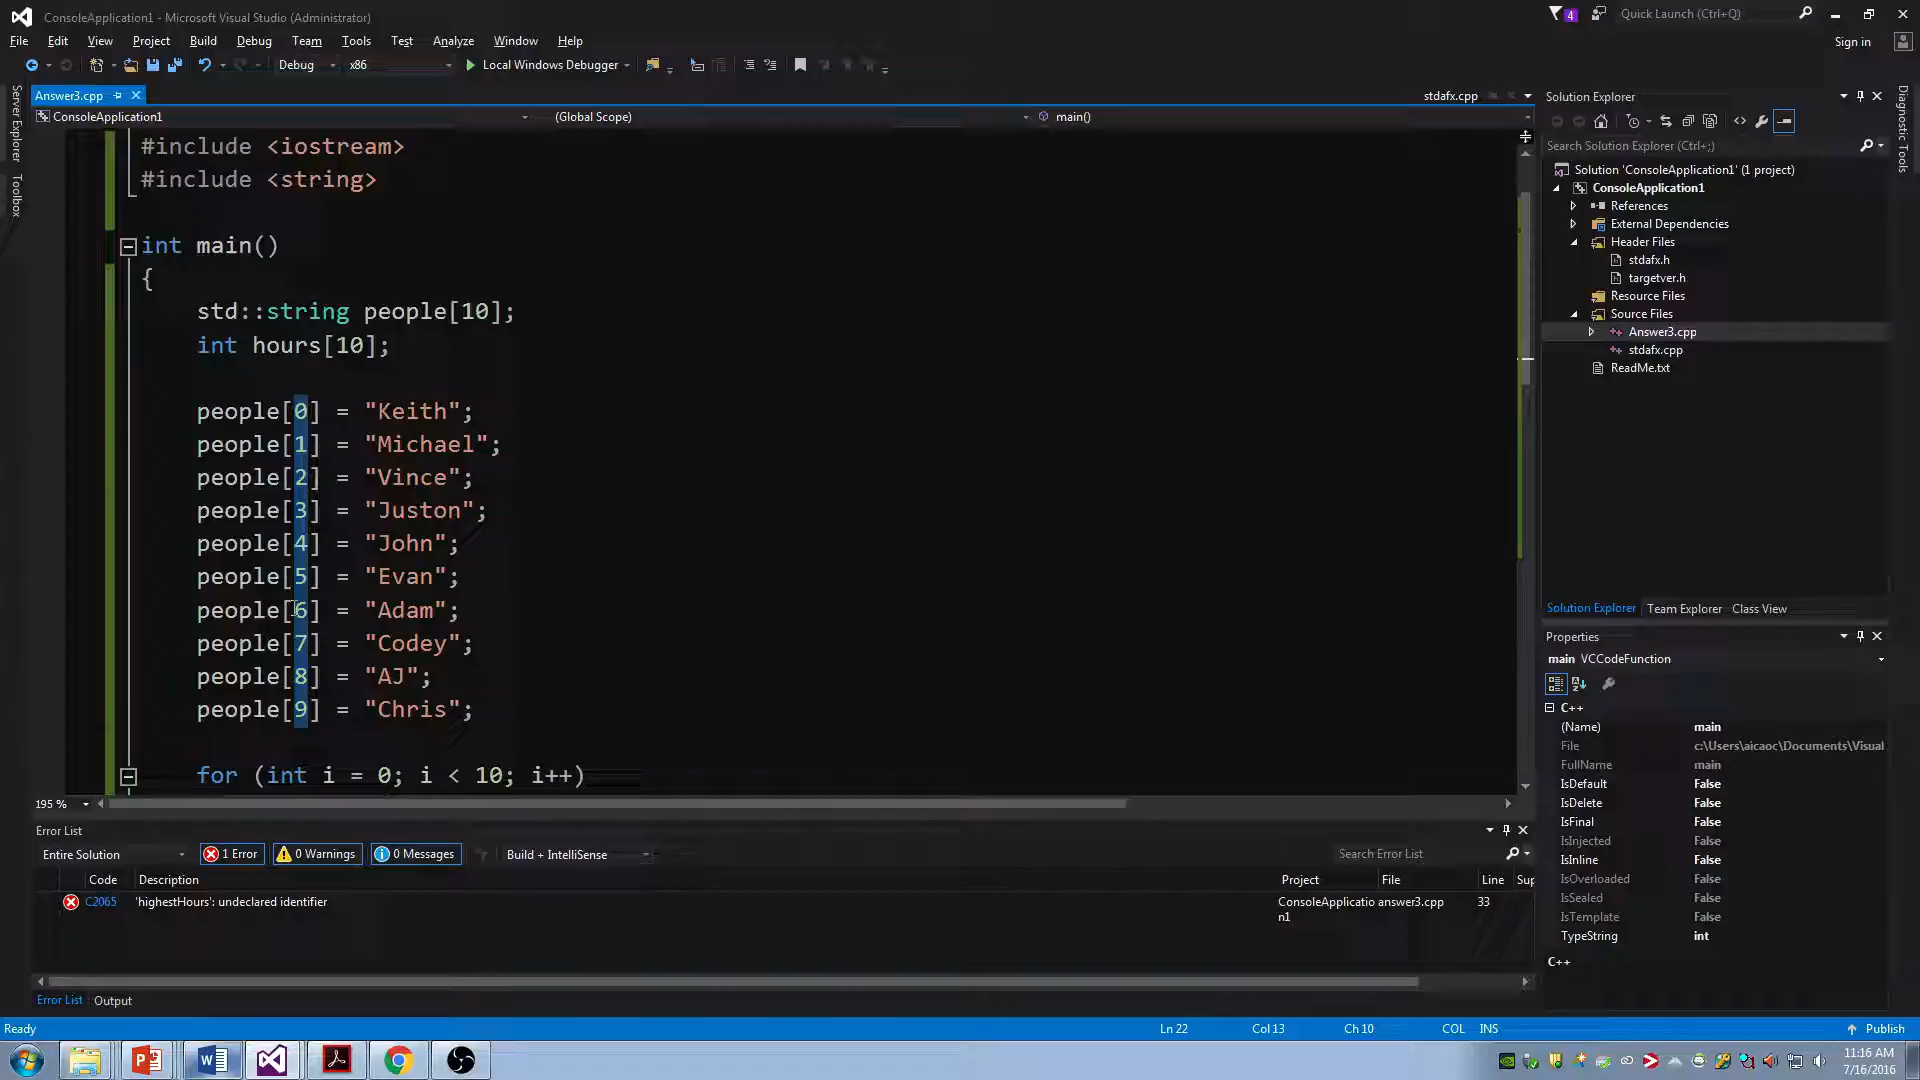 ConsoleApplication1 - Microsoft Visual Studio (Administrator)
4
Quick Launch (Ctrl+Q)
File Edit View Project Build Debug Team Tools Test Analyze Window Help
Sign in
Debug x86 Local Windows Debugger
Server Explorer
Toolbox
Answer3.cpp
stdafx.cpp
ConsoleApplication1 (Global Scope) main()
#include <iostream>
#include <string>
int main()
{
std::string people[10];
int hours[10];
people[0] = "Keith";
people[1] = "Michael";
people[2] = "Vince";
people[3] = "Juston";
people[4] = "John";
people[5] = "Evan";
people[6] = "Adam";
people[7] = "Codey";
people[8] = "AJ";
people[9] = "Chris";
for (int i = 0; i < 10; i++)
195 %
Error List
Entire Solution 1 Error 0 Warnings 0 Messages Build + IntelliSense Search Error List
Code Description Project File Line Sup
C2065 'highestHours': undeclared identifier ConsoleApplicatio answer3.cpp 33
n1
Error List Output
Solution Explorer
Search Solution Explorer (Ctrl+;)
Solution 'ConsoleApplication1' (1 project)
ConsoleApplication1
References
External Dependencies
Header Files
stdafx.h
targetver.h
Resource Files
Source Files
Answer3.cpp
stdafx.cpp
ReadMe.txt
Solution Explorer Team Explorer Class View
Properties
main VCCodeFunction
C++
(Name) main
File c:\Users\aicaoc\Documents\Visual
FullName main
IsDefault False
IsDelete False
IsFinal False
IsInjected False
IsInline False
IsOverloaded False
IsSealed False
IsTemplate False
TypeString int
C++
Diagnostic Tools
Ready Ln 22 Col 13 Ch 10 COL INS Publish
11:16 AM
7/16/2016